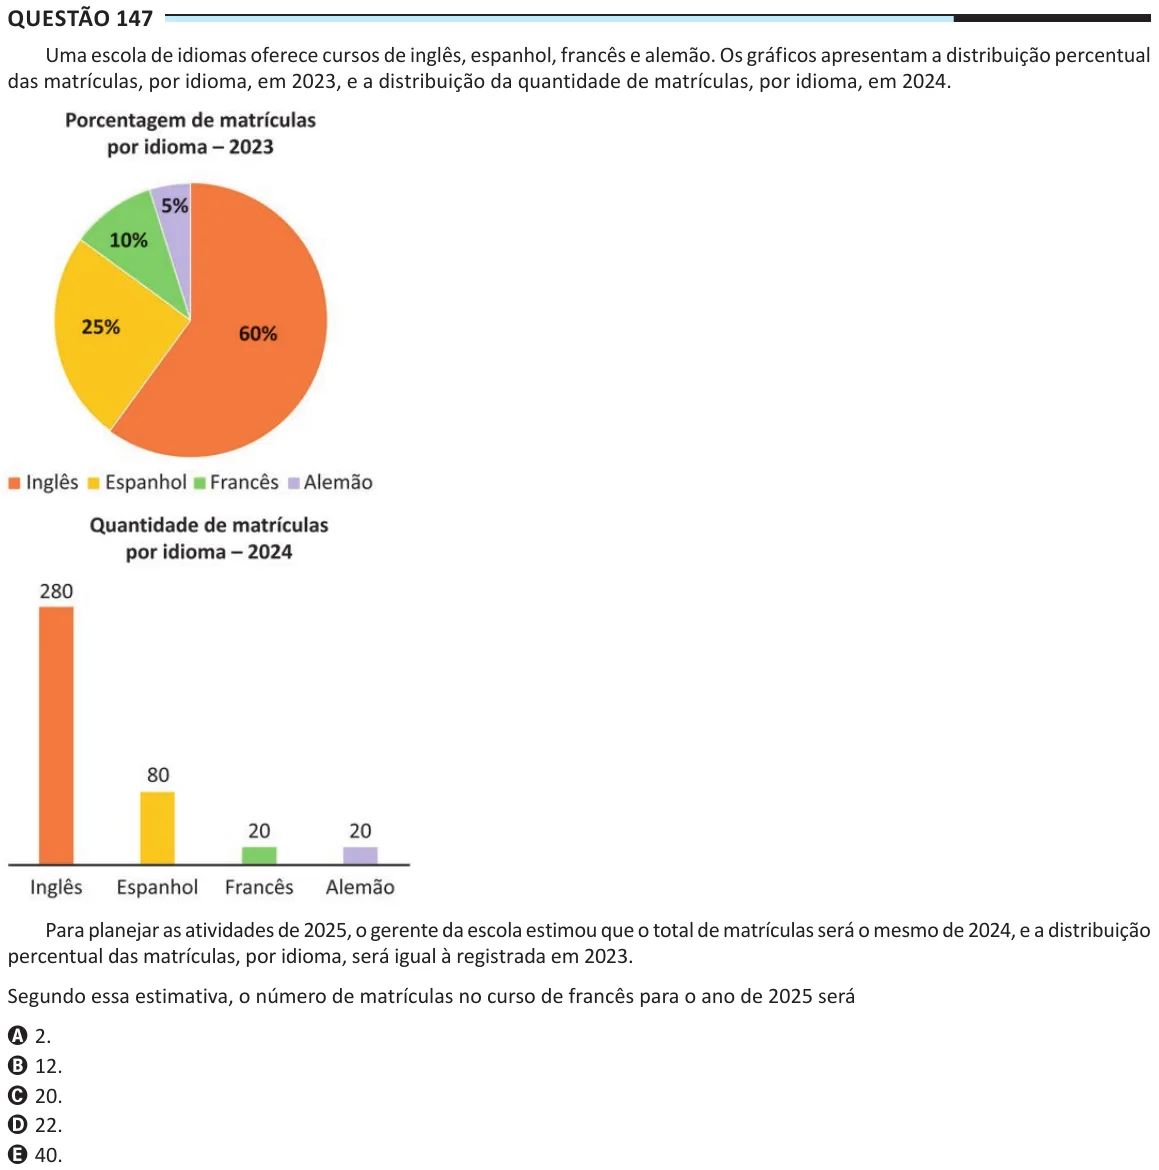 QUESTÃO 147
Uma escola de idiomas oferece cursos de inglês, espanhol, francês e alemão. Os gráficos apresentam a distribuição percentual
das matrículas, por idioma, em 2023, e a distribuição da quantidade de matrículas, por idioma, em 2024.
Porcentagem de matrículas
por idioma – 2023
5%
10%
25%
60%
Inglês Espanhol Francês Alemão
Quantidade de matrículas
por idioma – 2024
280
80
20 20
Inglês Espanhol Francês Alemão
Para planejar as atividades de 2025, o gerente da escola estimou que o total de matrículas será o mesmo de 2024, e a distribuição
percentual das matrículas, por idioma, será igual à registrada em 2023.
Segundo essa estimativa, o número de matrículas no curso de francês para o ano de 2025 será
A 2.
B 12.
C 20.
D 22.
E 40.